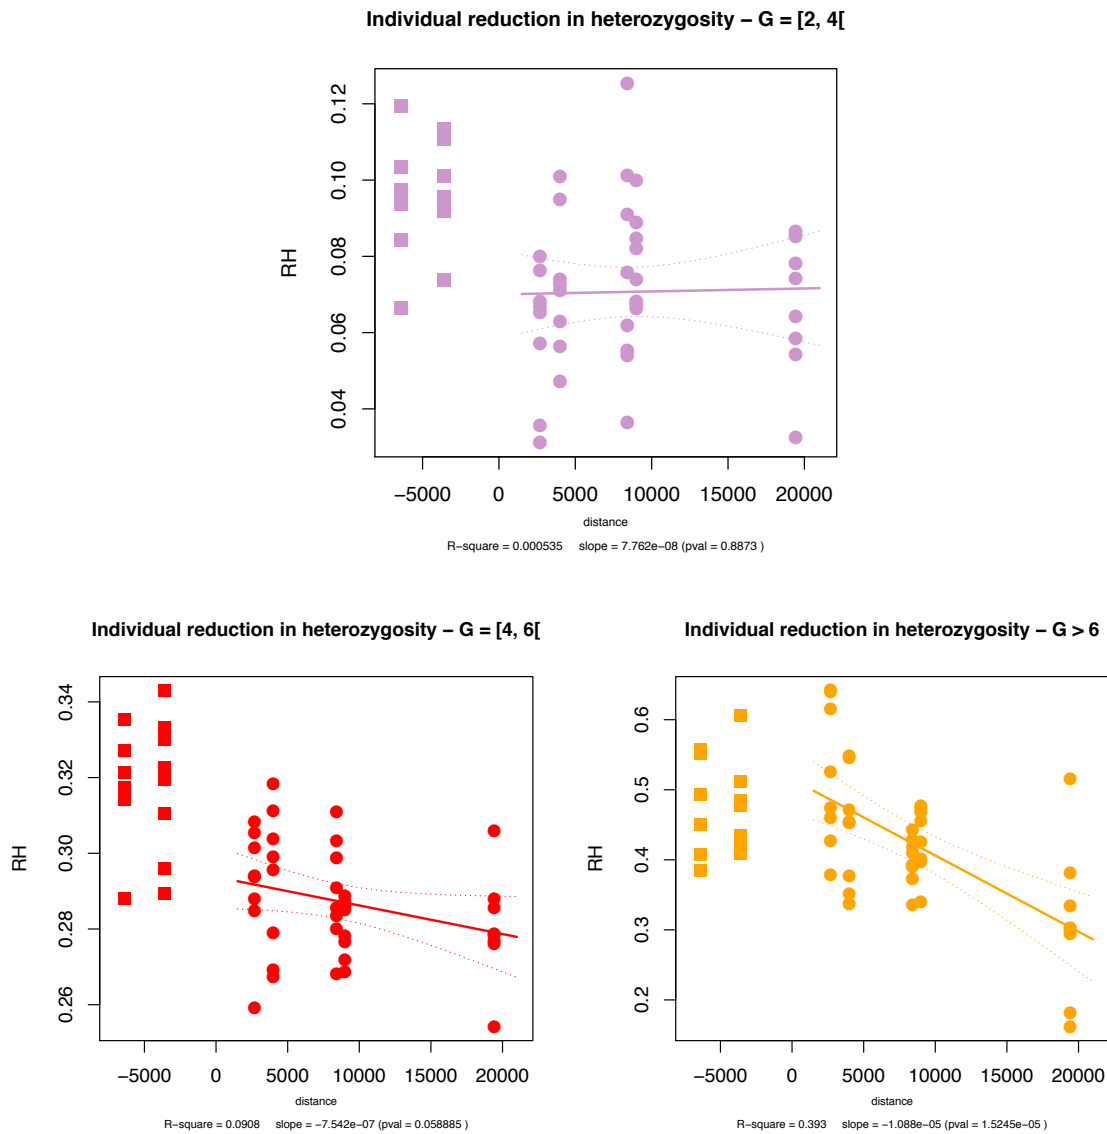 Individual reduction in heterozygosity − G = [2, 4[
0.12
0.10
0.08
0.06
0.04
RH
−5000 0 5000 10000 15000 20000
distance
R−square = 0.000535 slope = 7.762e−08 (pval = 0.8873 )
Individual reduction in heterozygosity − G = [4, 6[
0.34
0.32
0.30
0.28
0.26
RH
−5000 0 5000 10000 15000 20000
distance
R−square = 0.0908 slope = −7.542e−07 (pval = 0.058885 )
Individual reduction in heterozygosity − G > 6
0.6
0.5
0.4
0.3
0.2
RH
−5000 0 5000 10000 15000 20000
distance
R−square = 0.393 slope = −1.088e−05 (pval = 1.5245e−05 )